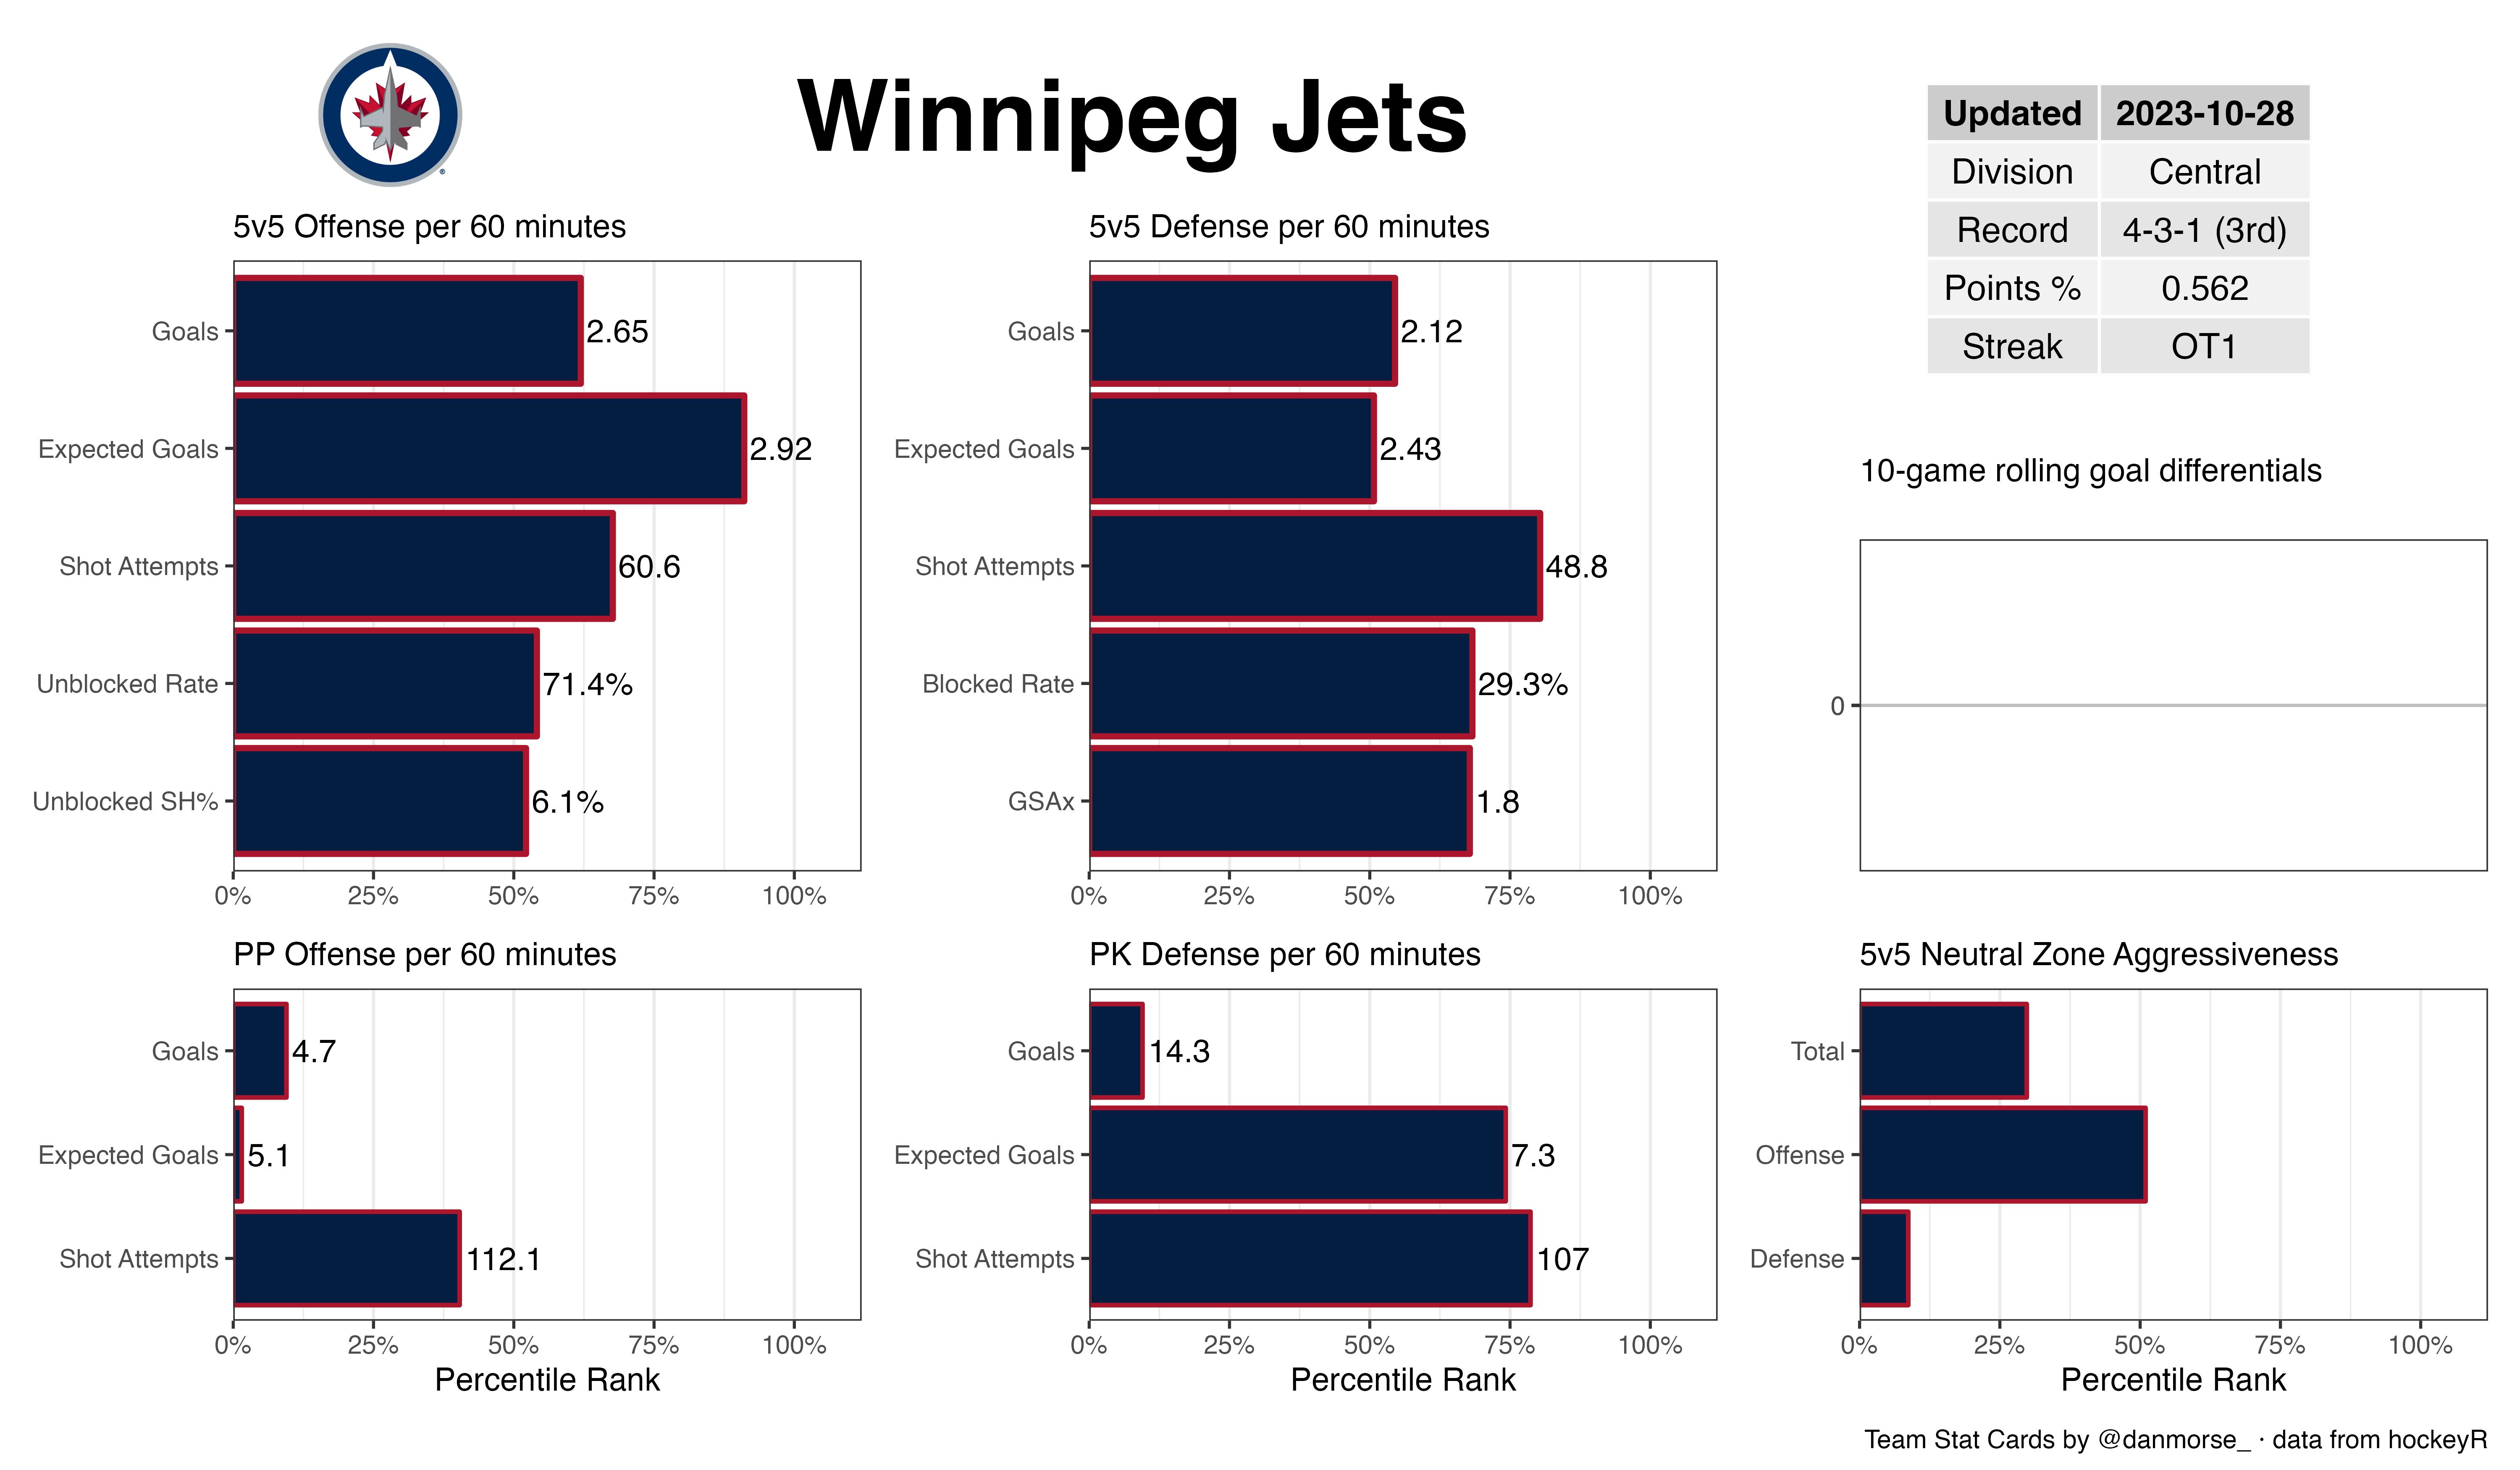 Winnipeg Jets
Updated 2023-10-28
Division Central
Record 4-3-1 (3rd)
Points % 0.562
Streak OT1
5v5 Offense per 60 minutes
Goals 2.65
Expected Goals 2.92
Shot Attempts 60.6
Unblocked Rate 71.4%
Unblocked SH% 6.1%
0% 25% 50% 75% 100%
5v5 Defense per 60 minutes
Goals 2.12
Expected Goals 2.43
Shot Attempts 48.8
Blocked Rate 29.3%
GSAx 1.8
0% 25% 50% 75% 100%
10-game rolling goal differentials
0
PP Offense per 60 minutes
Goals 4.7
Expected Goals 5.1
Shot Attempts 112.1
0% 25% 50% 75% 100%
Percentile Rank
PK Defense per 60 minutes
Goals 14.3
Expected Goals 7.3
Shot Attempts 107
0% 25% 50% 75% 100%
Percentile Rank
5v5 Neutral Zone Aggressiveness
Total
Offense
Defense
0% 25% 50% 75% 100%
Percentile Rank
Team Stat Cards by @danmorse_ · data from hockeyR